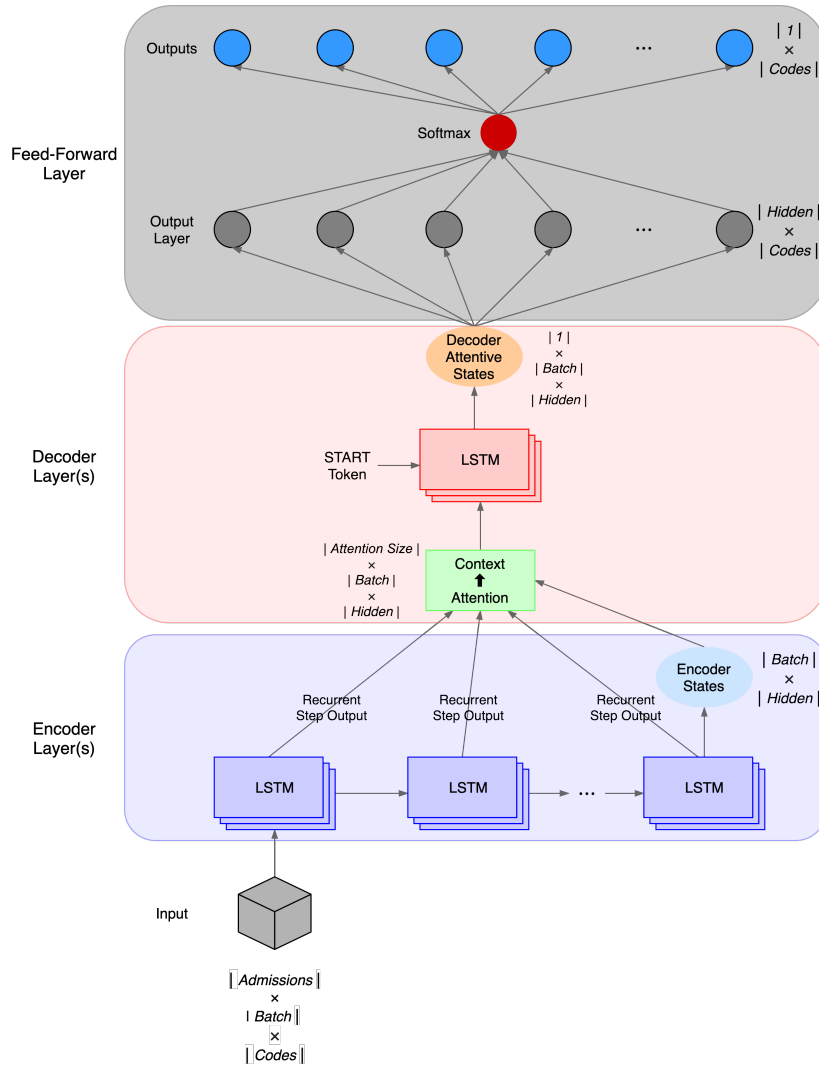 Outputs
...
| 1 |
×
| Codes |
Softmax
Feed-Forward
Layer
Output
Layer
...
| Hidden |
×
| Codes |
Decoder
Attentive
States
| 1 |
×
| Batch |
×
| Hidden |
Decoder
Layer(s)
START
Token
LSTM
| Attention Size |
×
| Batch |
×
| Hidden |
Context
Attention
Encoder
States
| Batch |
×
| Hidden |
Recurrent
Step Output
Recurrent
Step Output
Recurrent
Step Output
Encoder
Layer(s)
LSTM
LSTM
...
LSTM
Input
| Admissions |
×
| Batch |
×
| Codes |